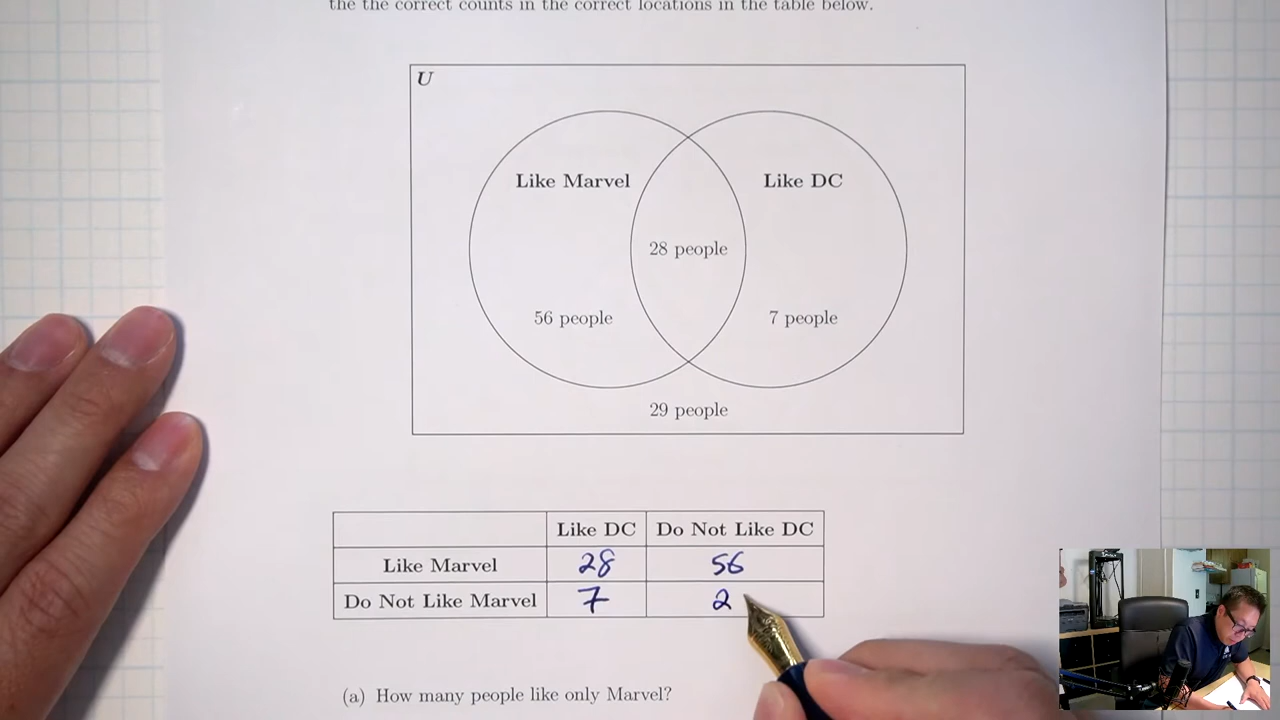 the the correct counts in the correct locations in the table below.
U
Like Marvel Like DC
28 people
56 people 7 people
29 people
Like DC Do Not Like DC
Like Marvel 28 56
Do Not Like Marvel 7 2
(a) How many people like only Marvel?